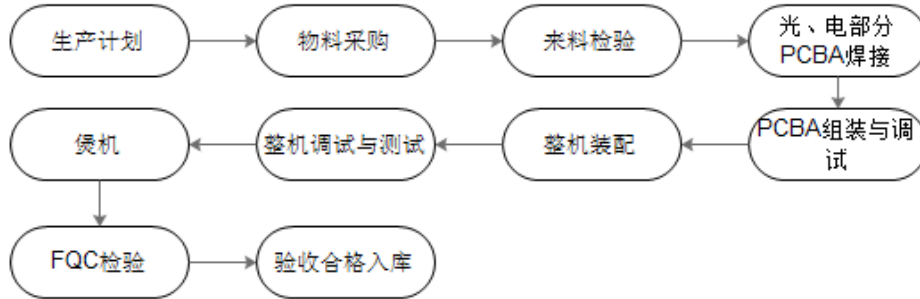 生产计划
物料采购
来料检验
光、电部分
PCBA焊接
PCBA组装与调
试
整机装配
整机调试与测试
煲机
FQC检验
验收合格入库